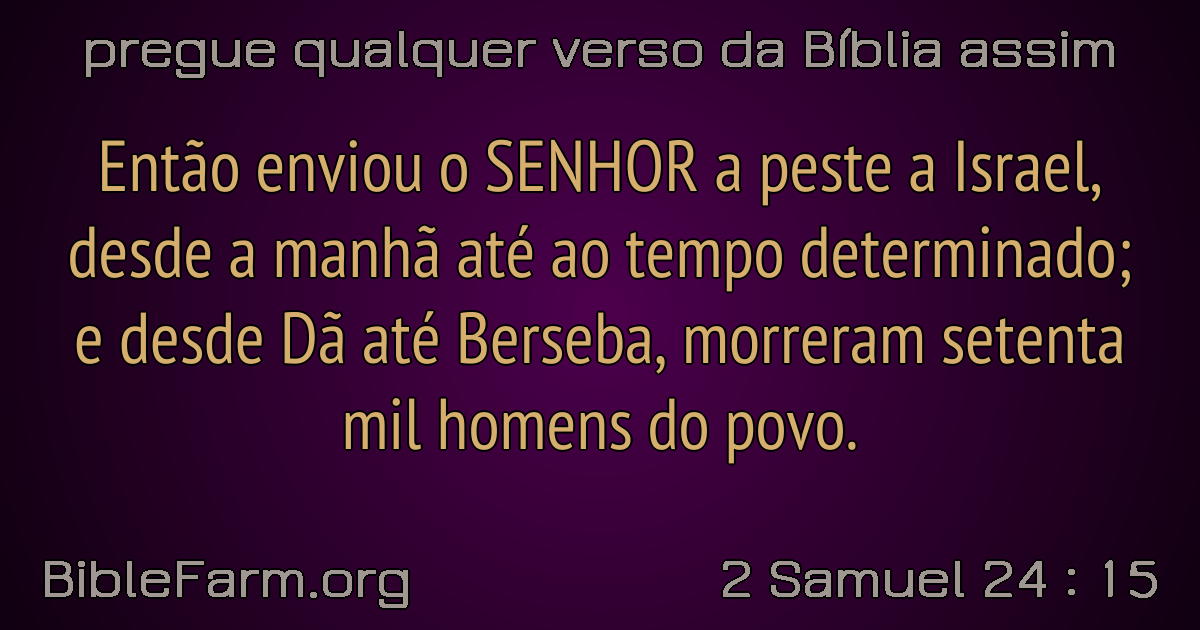 pregue qualquer verso da Bíblia assim
Então enviou o SENHOR a peste a Israel,
desde a manhã até ao tempo determinado;
e desde Dã até Berseba, morreram setenta
mil homens do povo.
BibleFarm.org
2 Samuel 24 : 15